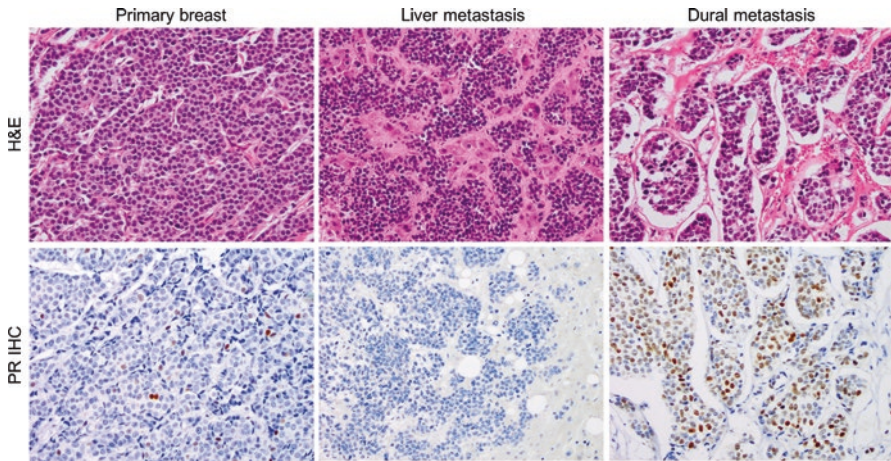 Primary breast
Liver metastasis
Dural metastasis
H&E
PR IHC